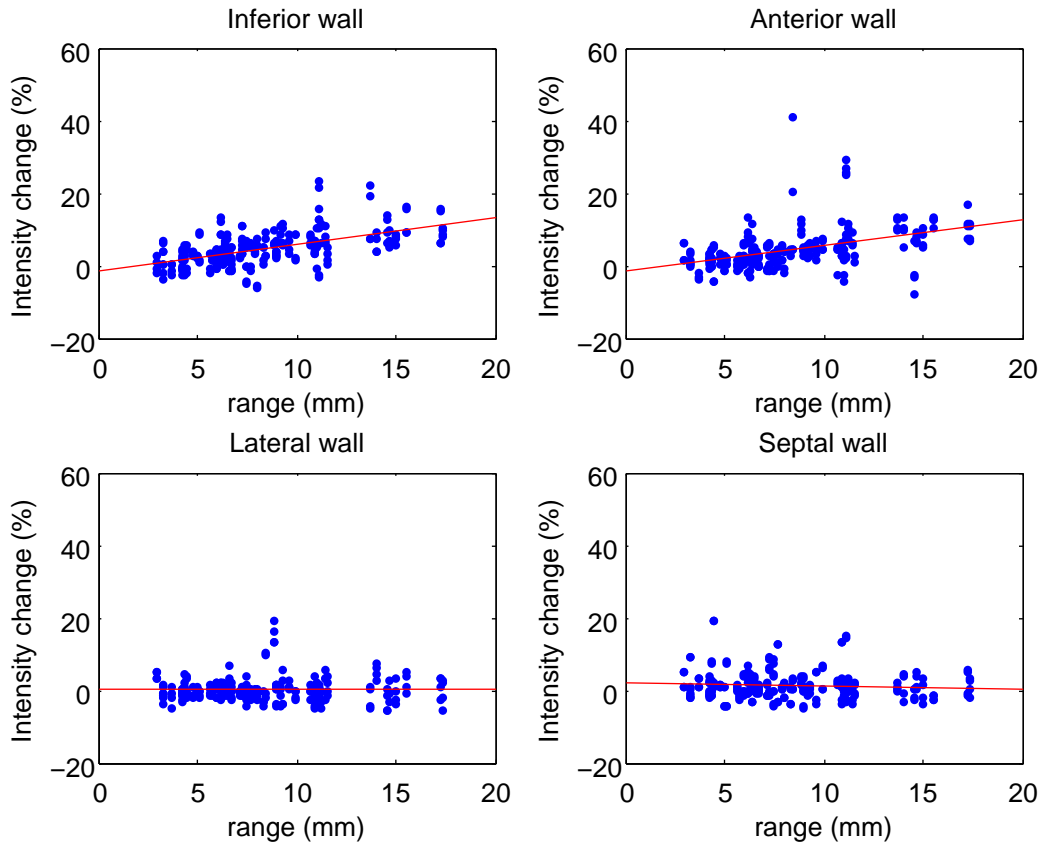 Inferior wall
60
40
20
0
−20
0 5 10 15 20
Intensity change (%)
range (mm)
Anterior wall
60
40
20
0
−20
0 5 10 15 20
Intensity change (%)
range (mm)
Lateral wall
60
40
20
0
−20
0 5 10 15 20
Intensity change (%)
range (mm)
Septal wall
60
40
20
0
−20
0 5 10 15 20
Intensity change (%)
range (mm)